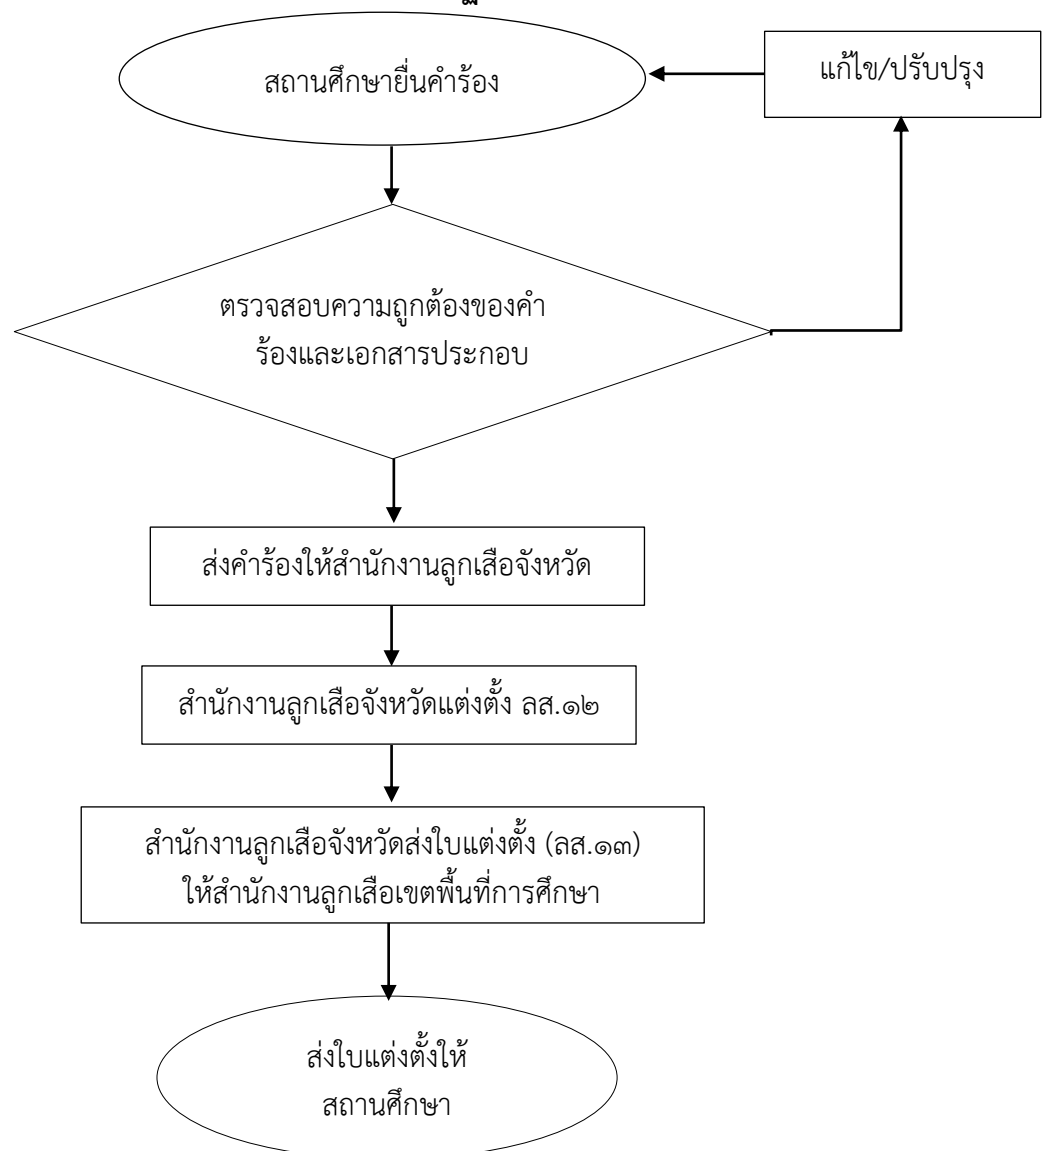 สถานศึกษายื่นคำร้อง
แก้ไข/ปรับปรุง
ตรวจสอบความถูกต้องของคำ
ร้องและเอกสารประกอบ
ส่งคำร้องให้สำนักงานลูกเสือจังหวัด
สำนักงานลูกเสือจังหวัดแต่งตั้ง ลส.๑๒
สำนักงานลูกเสือจังหวัดส่งใบแต่งตั้ง (ลส.๑๓)
ให้สำนักงานลูกเสือเขตพื้นที่การศึกษา
ส่งใบแต่งตั้งให้
สถานศึกษา